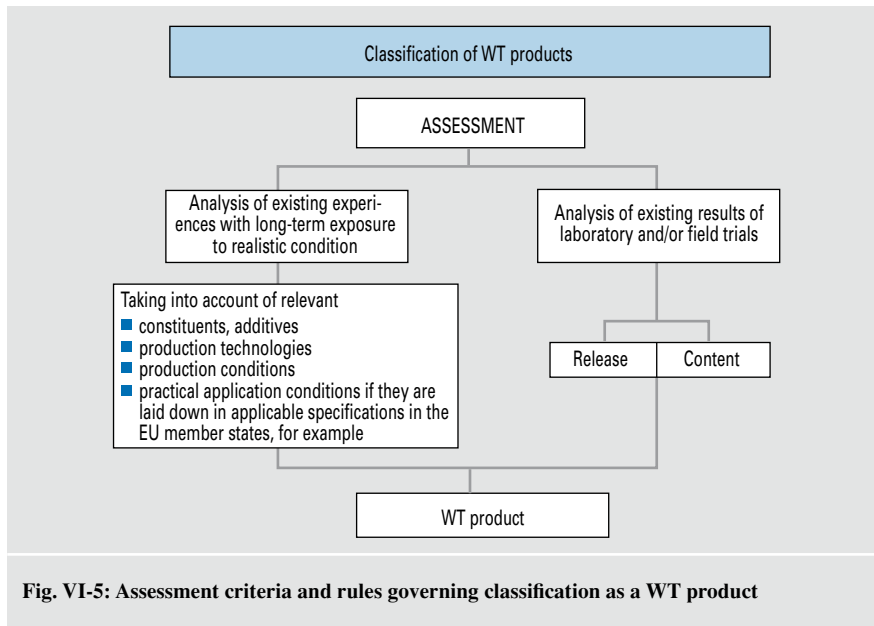 Classification of WT products
ASSESSMENT
Analysis of existing experi-
ences with long-term exposure
to realistic condition
Analysis of existing results of
laboratory and/or field trials
Taking into account of relevant
constituents, additives
production technologies
production conditions
practical application conditions if they are
laid down in applicable specifications in the
EU member states, for example
Release
Content
WT product
Fig. VI-5: Assessment criteria and rules governing classification as a WT product